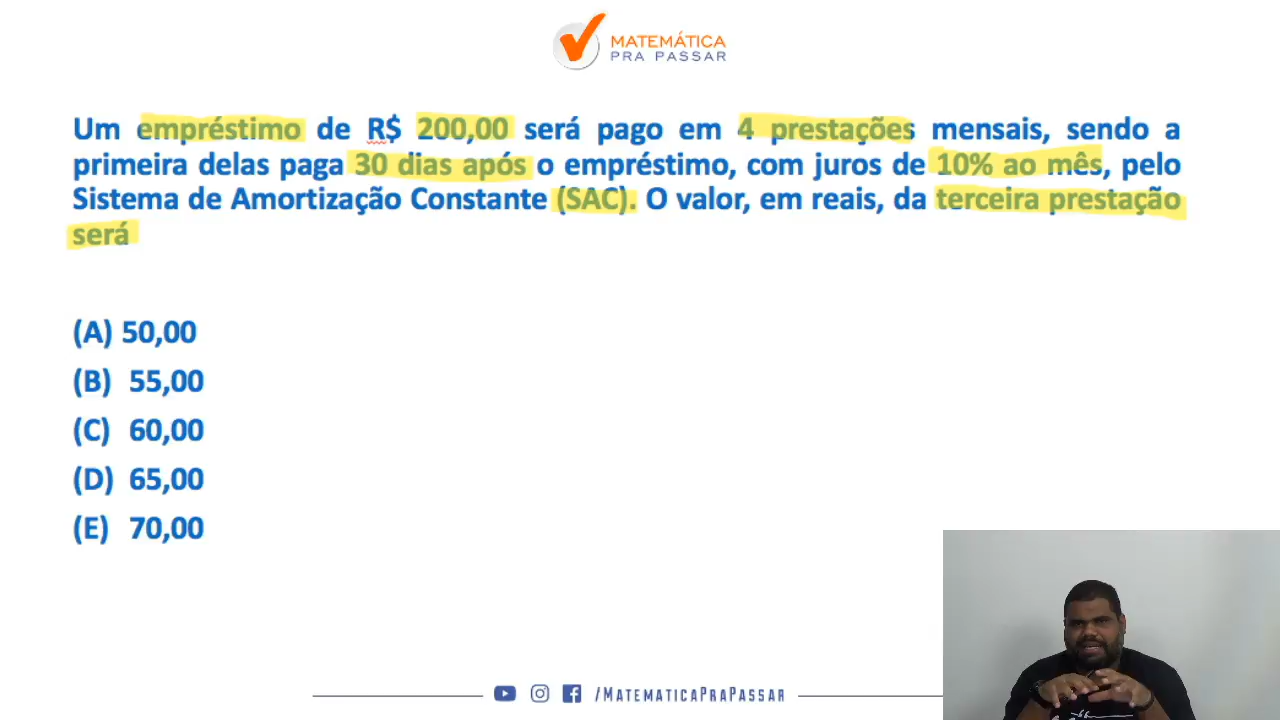 MATEMÁTICA
PRA PASSAR
Um empréstimo de R$ 200,00 será pago em 4 prestações mensais, sendo a
primeira delas paga 30 dias após o empréstimo, com juros de 10% ao mês, pelo
Sistema de Amortização Constante (SAC). O valor, em reais, da terceira prestação
será
(A) 50,00
(B) 55,00
(C) 60,00
(D) 65,00
(E) 70,00
/MATEMATICAPRAPASSAR